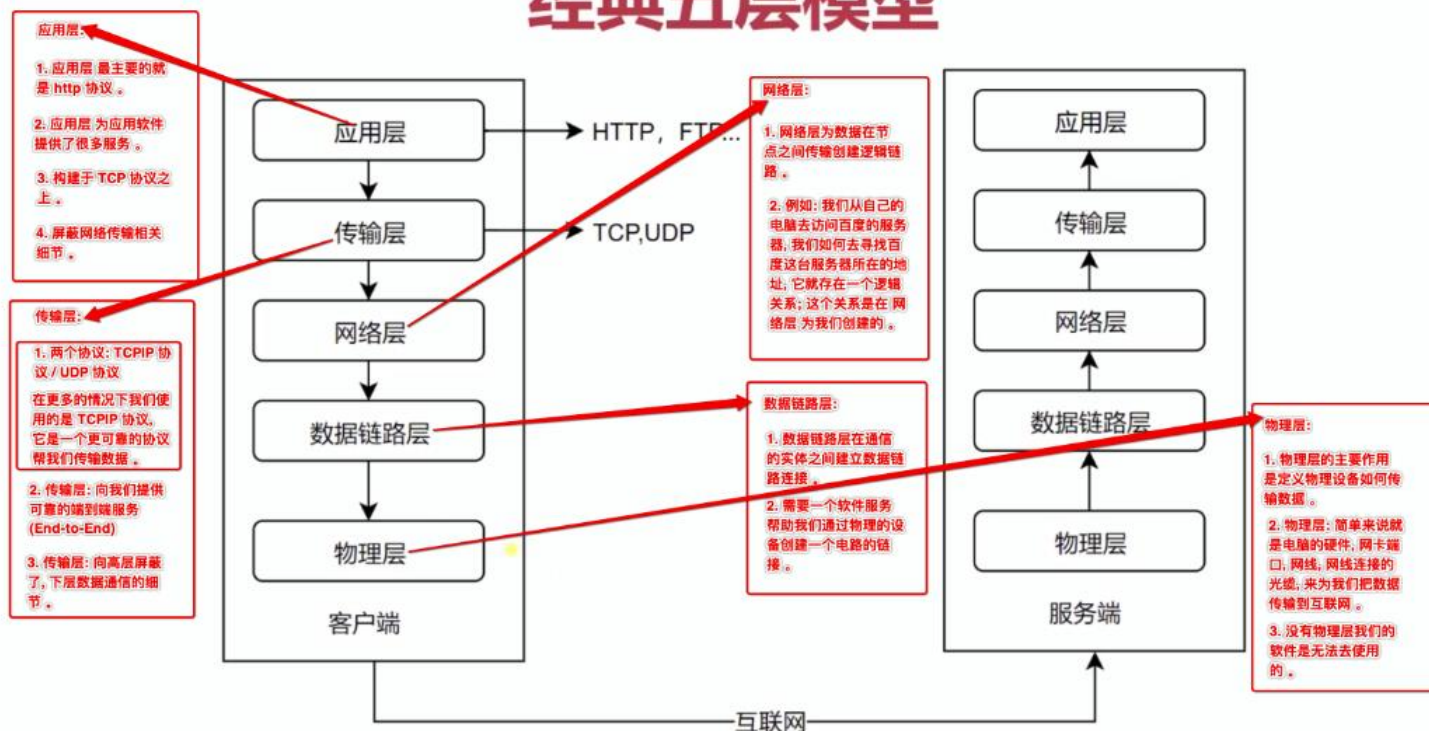 经典五层模型
应用层:
1. 应用层 最主要的就
是 http 协议 。
2. 应用层 为应用软件
提供了很多服务 。
3. 构建于 TCP 协议之
上 。
4. 屏蔽网络传输相关
细节 。
传输层:
1. 两个协议: TCPIP 协
议 / UDP 协议
在更多的情况下我们使
用的是 TCPIP 协议,
它是一个更可靠的协议
帮我们传输数据 。
2. 传输层: 向我们提供
可靠的端到端服务
(End-to-End)
3. 传输层: 向高层屏蔽
了, 下层数据通信的细
节 。
应用层
HTTP，FTP...
传输层
TCP,UDP
网络层
数据链路层
物理层
客户端
网络层:
1. 网络层为数据在节
点之间传输创建逻辑链
路 。
2. 例如: 我们从自己的
电脑去访问百度的服务
器, 我们如何去寻找百
度这台服务器所在的地
址, 它就存在一个逻辑
关系; 这个关系是在 网
络层 为我们创建的 。
数据链路层:
1. 数据链路层在通信
的实体之间建立数据链
路连接 。
2. 需要一个软件服务
帮助我们通过物理的设
备创建一个电路的链
接 。
应用层
传输层
网络层
数据链路层
物理层
服务端
物理层:
1. 物理层的主要作用
是定义物理设备如何传
输数据 。
2. 物理层: 简单来说就
是电脑的硬件, 网卡端
口, 网线, 网线连接的
光缆, 来为我们把数据
传输到互联网 。
3. 没有物理层我们的
软件是无法去使用
的 。
互联网